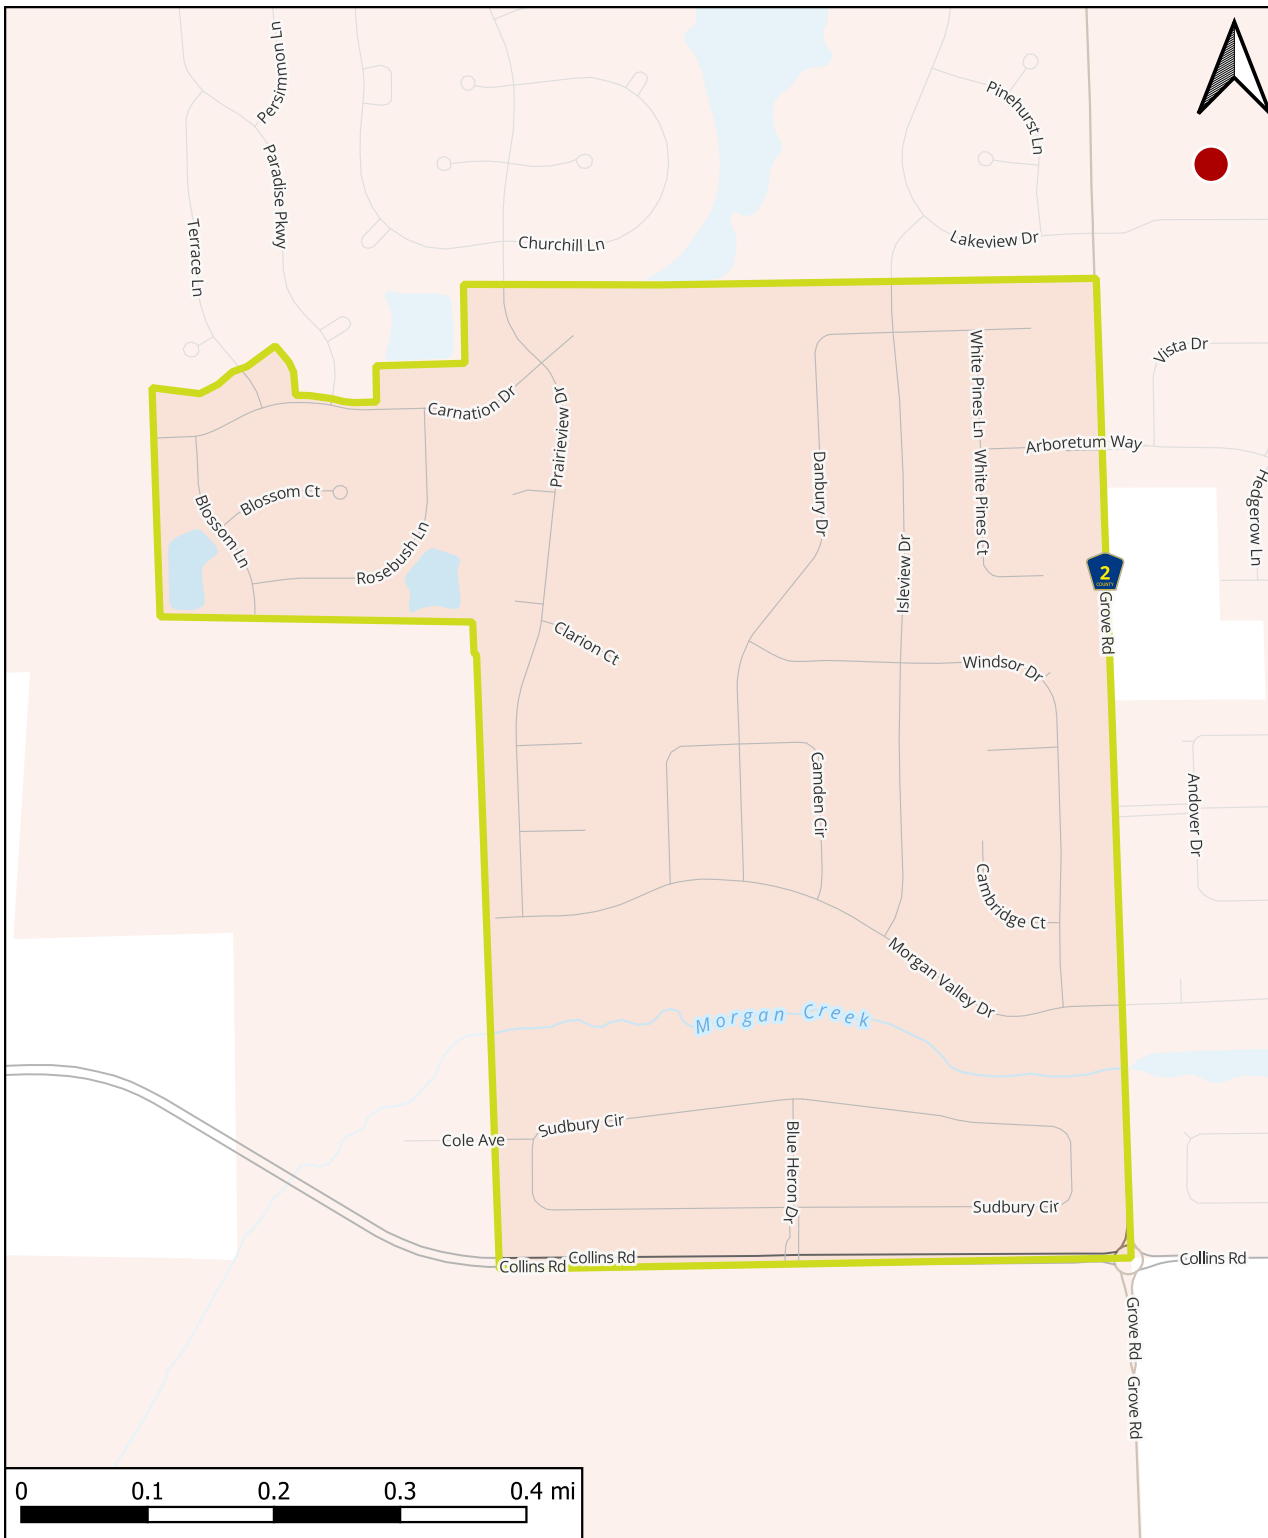 Persimmon Ln
Pinehurst Ln
Paradise Pkwy
Terrace Ln
Churchill Ln
Lakeview Dr
White Pines Ln
Vista Dr
Carnation Dr
Prairieview Dr
Arboretum Way
Danbury Dr
White Pines Ct
Hedgerow Ln
Blossom Ct
Blossom Ln
Rosebush Ln
Isleview Dr
2
COUNTY
Grove Rd
Clarion Ct
Windsor Dr
Camden Cir
Andover Dr
Cambridge Ct
Morgan Valley Dr
Morgan Creek
Sudbury Cir
Cole Ave
Blue Heron Dr
Sudbury Cir
Collins Rd
Collins Rd
Collins Rd
Grove Rd
Grove Rd
0 0.1 0.2 0.3 0.4 mi